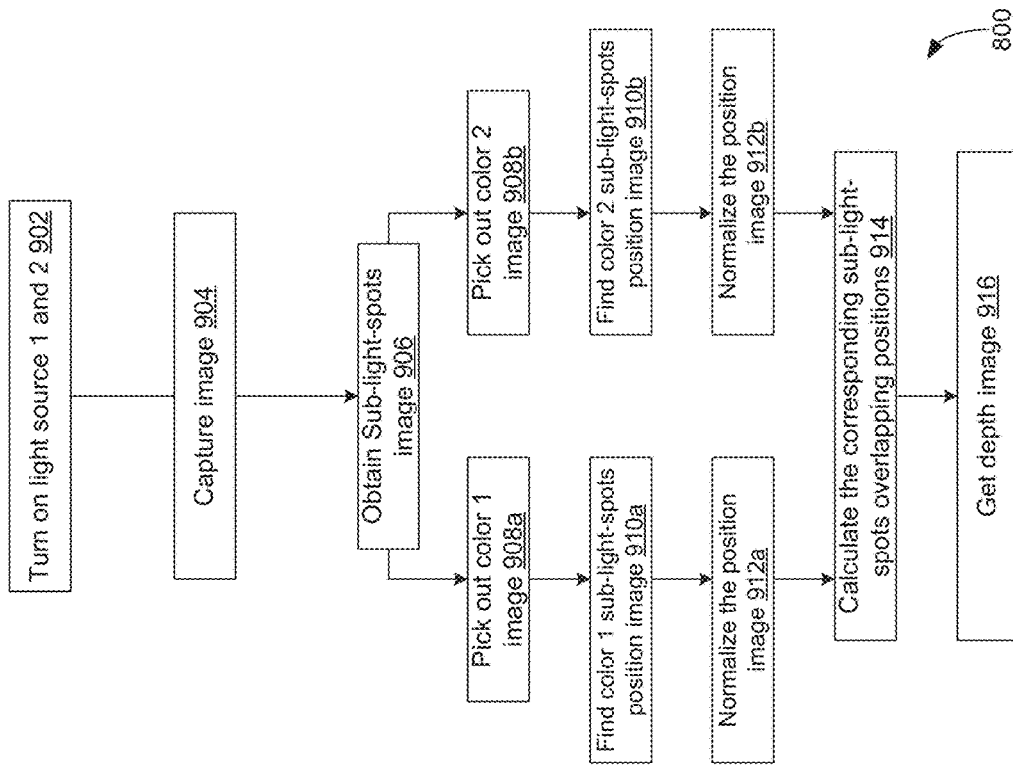 Turn on light source 1 and 2 902
Capture image 904
Obtain Sub-light-spots
image 906
Pick out color 1
image 908a
Find color 1 sub-light-spots
position image 910a
Normalize the position
image 912a
Pick out color 2
image 908b
Find color 2 sub-light-spots
position image 910b
Normalize the position
image 912b
Calculate the corresponding sub-light-
spots overlapping positions 914
Get depth image 916
800